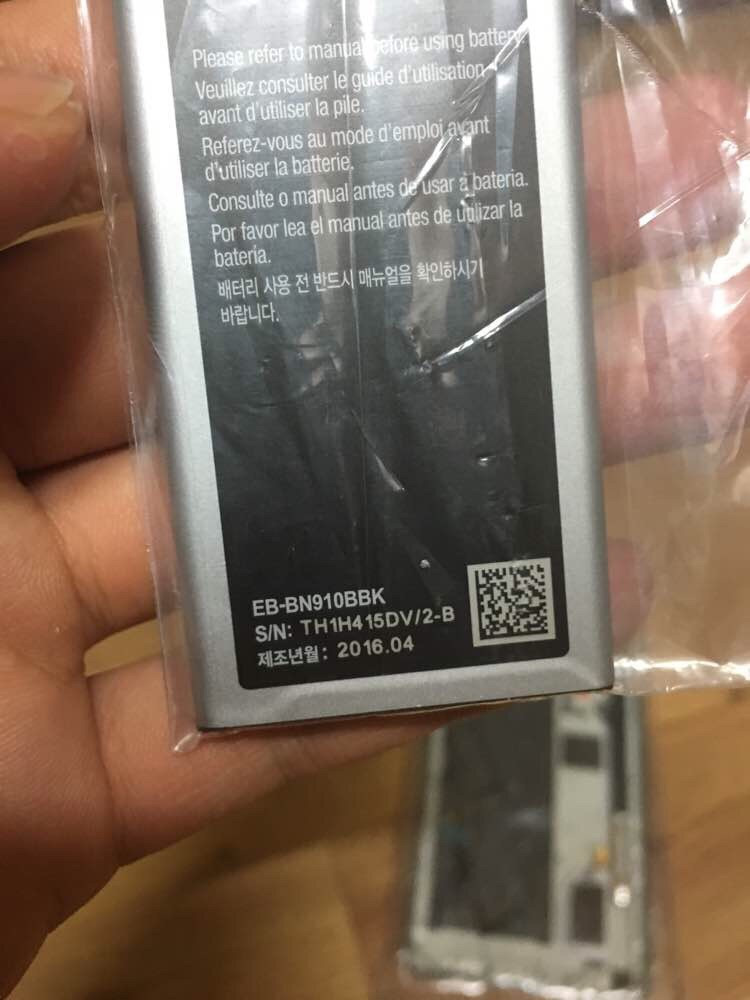 Please refer to manual before using battery.
Veuillez consulter le guide d'utilisation
avant d'utiliser la pile.
Referez-vous au mode d'emploi avant
d'utiliser la batterie.
Consulte o manual antes de usar a bateria.
Por favor lea el manual antes de utilizar la
batería.
배터리 사용 전 반드시 매뉴얼을 확인하시기
바랍니다.
EB-BN910BBK
S/N: TH1H415DV/2-B
제조년월: 2016.04